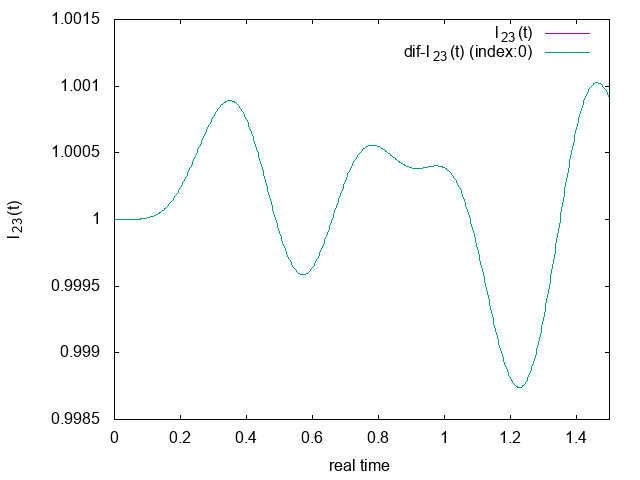 1.0015
1.001
1.0005
1
0.9995
0.999
0.9985
I23(t)
I23(t)
dif-I23(t) (index:0)
0 0.2 0.4 0.6 0.8 1 1.2 1.4
real time